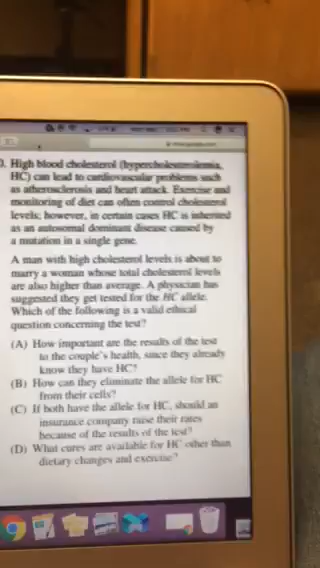 High blood cholesterol (hypercholesterolemia,
HC) can lead to cardiovascular problems such
as atherosclerosis and heart attack. Exercise and
monitoring of diet can often control cholesterol
levels; however, in certain cases HC is inherited
as an autosomal dominant disease caused by
a mutation in a single gene.
A man with high cholesterol levels is about to
marry a woman whose total cholesterol levels
are also higher than average. A physician has
suggested they get tested for the HC allele.
Which of the following is a valid ethical
question concerning the test?
(A) How important are the results of the test
to the couple's health, since they already
know they have HC?
(B) How can they eliminate the allele for HC
from their cells?
(C) If both have the allele for HC, should an
insurance company raise their rates
because of the results of the test?
(D) What cures are available for HC other than
dietary changes and exercise?